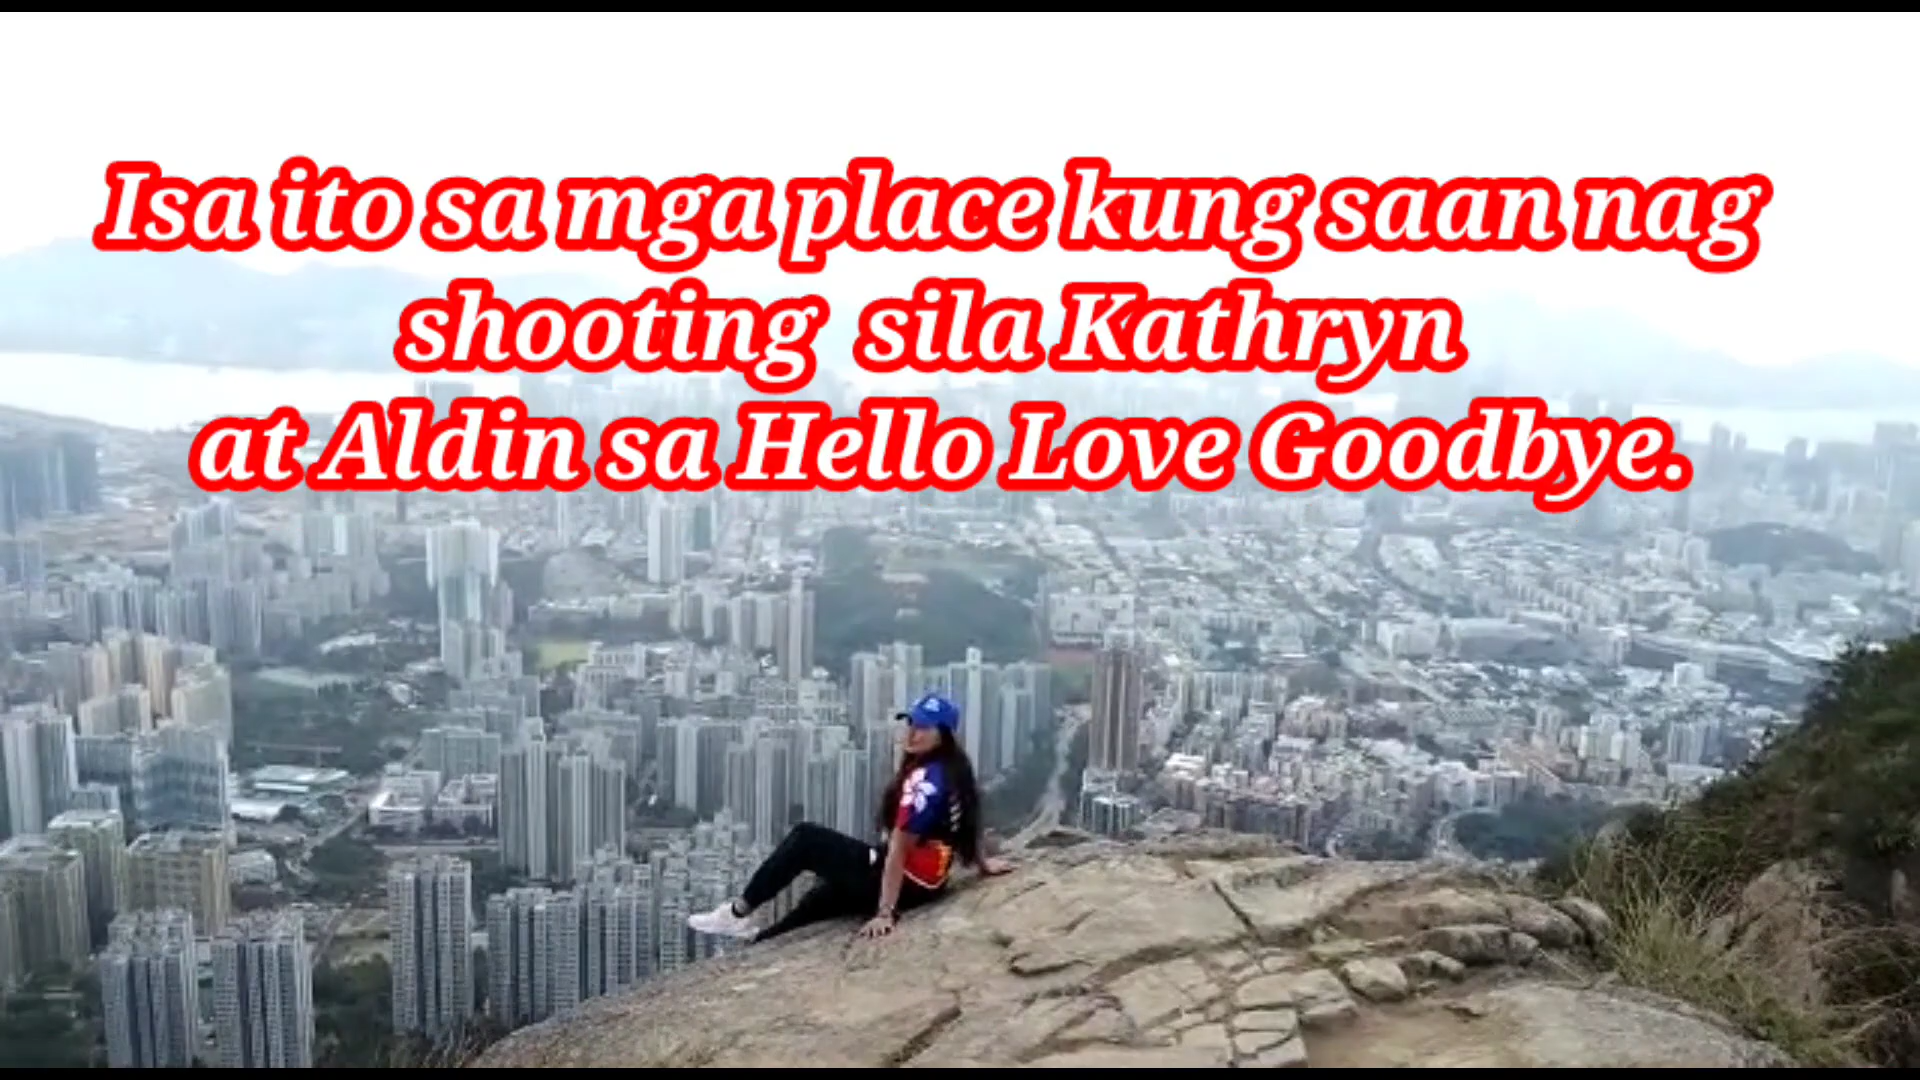 Isa ito sa mga place kung saan nag
shooting sila Kathryn
at Aldin sa Hello Love Goodbye.